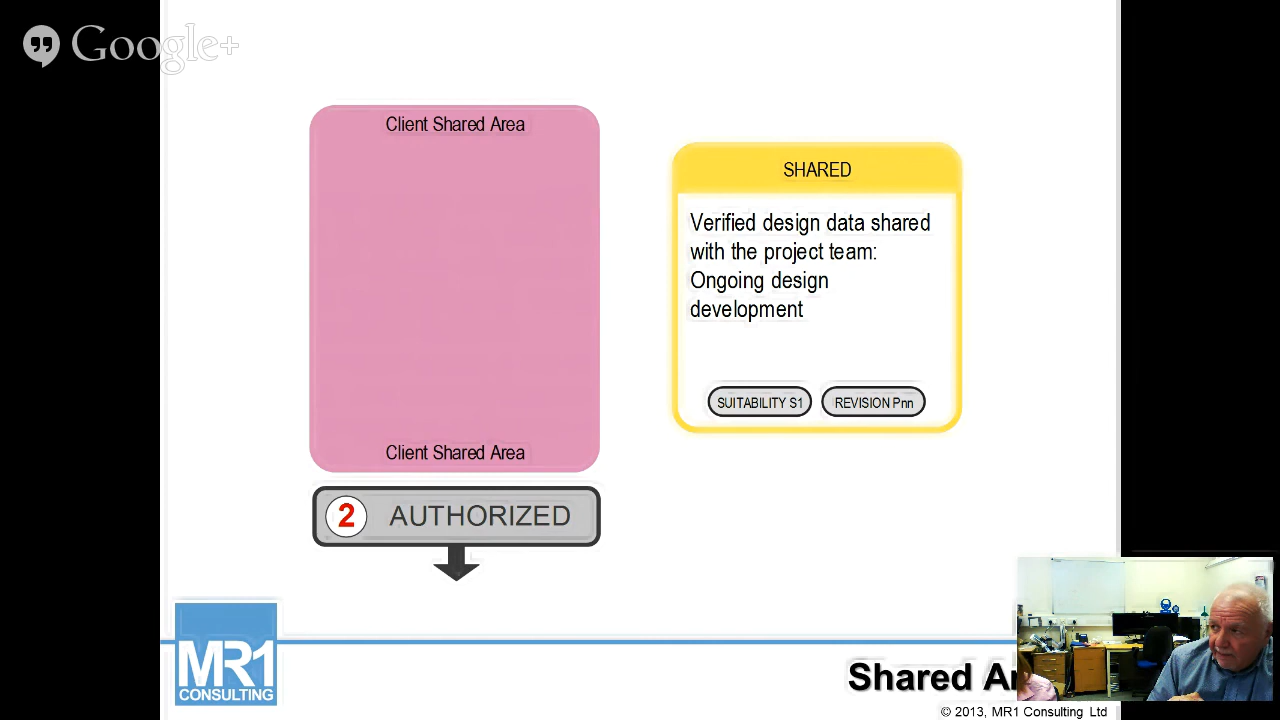 Google+
Client Shared Area
SHARED
Verified design data shared
with the project team:
Ongoing design
development
SUITABILITY S1
REVISION Pnn
Client Shared Area
2
AUTHORIZED
MR1
CONSULTING
Shared
© 2013, MR1 Consulting Ltd